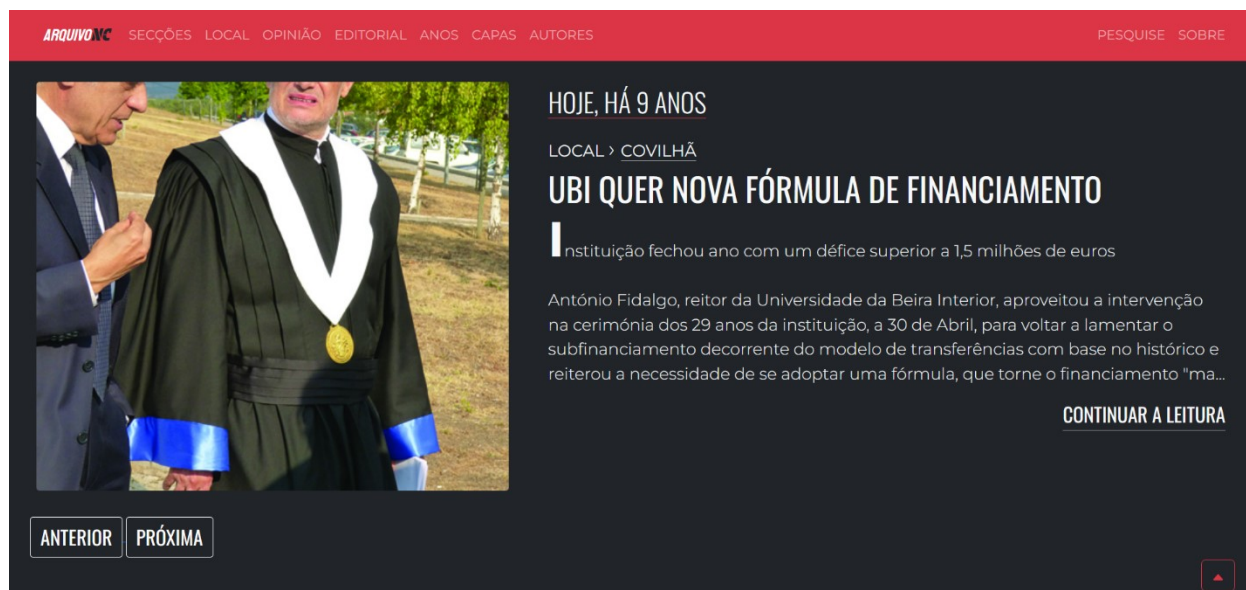 ARQUIVO.NC SECÇÕES LOCAL OPINIÃO EDITORIAL ANOS CAPAS AUTORES PESQUISE SOBRE
HOJE, HÁ 9 ANOS
LOCAL › COVILHÃ
UBI QUER NOVA FÓRMULA DE FINANCIAMENTO
Instituição fechou ano com um défice superior a 1,5 milhões de euros
António Fidalgo, reitor da Universidade da Beira Interior, aproveitou a intervenção
na cerimónia dos 29 anos da instituição, a 30 de Abril, para voltar a lamentar o
subfinanciamento decorrente do modelo de transferências com base no histórico e
reiterou a necessidade de se adoptar uma fórmula, que torne o financiamento "ma...
CONTINUAR A LEITURA
ANTERIOR PRÓXIMA